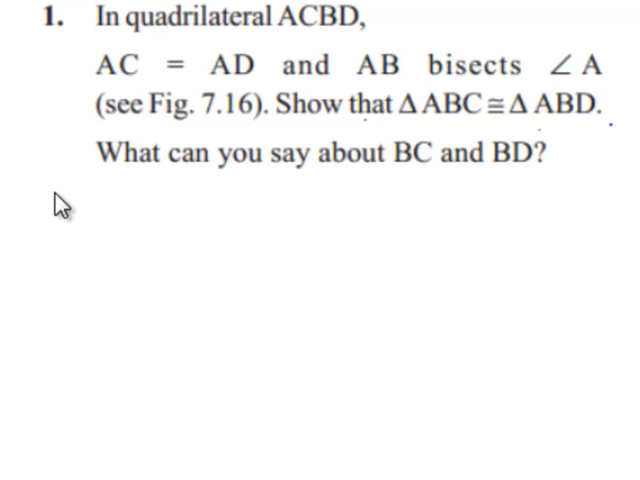 1. In quadrilateral ACBD,
AC = AD and AB bisects ∠ A
(see Fig. 7.16). Show that Δ ABC ≅ Δ ABD.
What can you say about BC and BD?